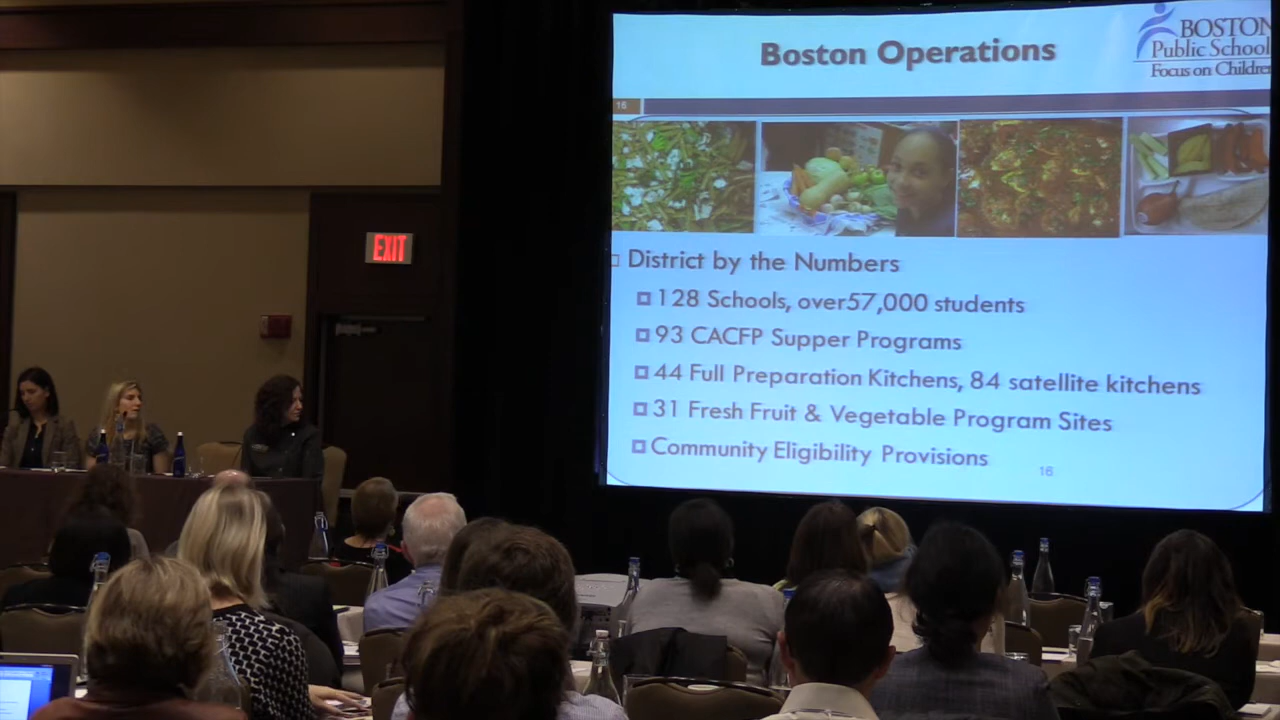 Boston Operations
BOSTON
Public School
Focus on Children
16
EXIT
District by the Numbers
128 Schools, over57,000 students
93 CACFP Supper Programs
44 Full Preparation Kitchens, 84 satellite kitchens
31 Fresh Fruit & Vegetable Program Sites
Community Eligibility Provisions
16